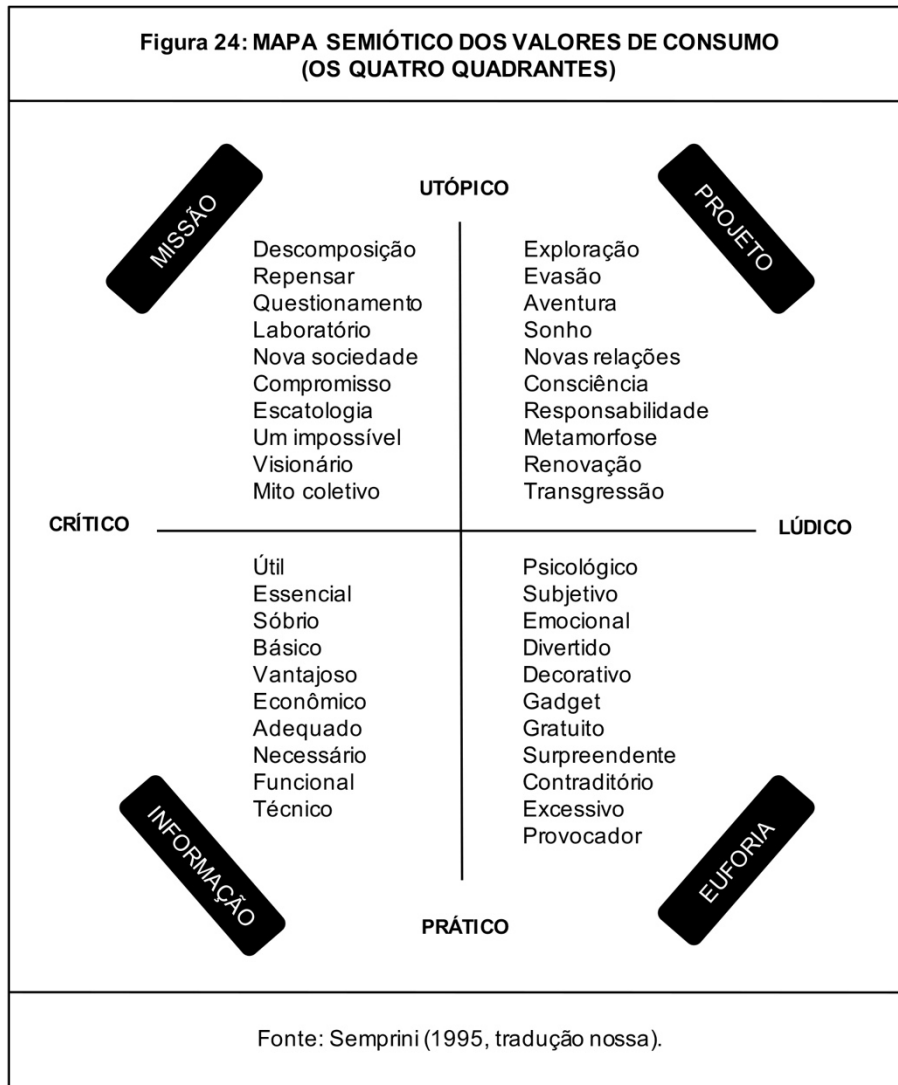 Figura 24: MAPA SEMIÓTICO DOS VALORES DE CONSUMO
(OS QUATRO QUADRANTES)
MISSÃO
UTÓPICO
PROJETO
Descomposição
Repensar
Questionamento
Laboratório
Nova sociedade
Compromisso
Escatologia
Um impossível
Visionário
Mito coletivo
Exploração
Evasão
Aventura
Sonho
Novas relações
Consciência
Responsabilidade
Metamorfose
Renovação
Transgressão
CRÍTICO
LÚDICO
Útil
Essencial
Sóbrio
Básico
Vantajoso
Econômico
Adequado
Necessário
Funcional
Técnico
Psicológico
Subjetivo
Emocional
Divertido
Decorativo
Gadget
Gratuito
Surpreendente
Contraditório
Excessivo
Provocador
INFORMAÇÃO
PRÁTICO
EUFORIA
Fonte: Semprini (1995, tradução nossa).